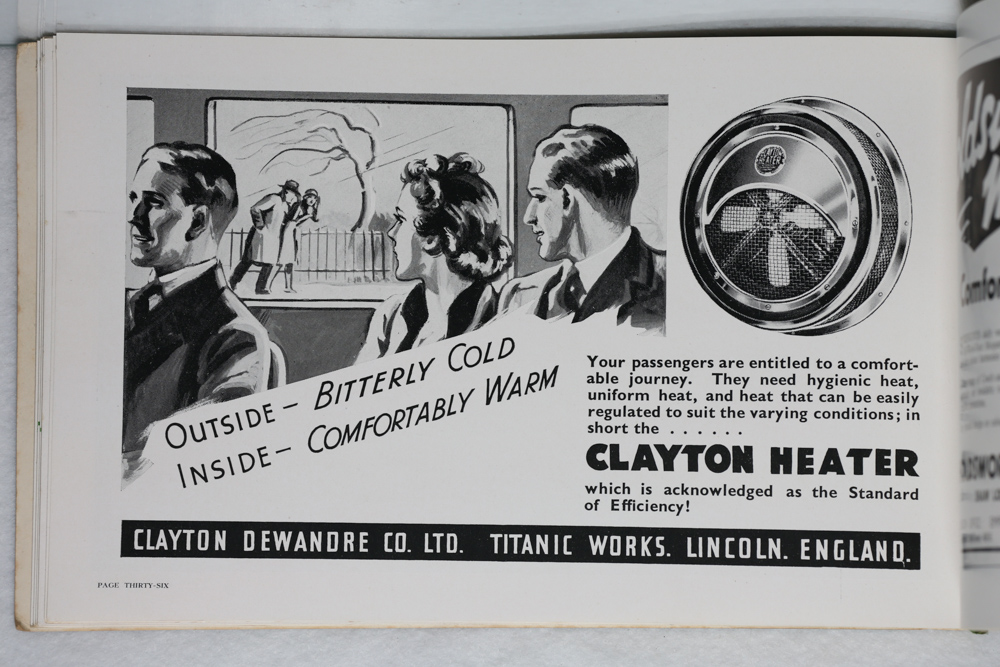 OUTSIDE – BITTERLY COLD
INSIDE – COMFORTABLY WARM
CLAYTON
HEATER
Your passengers are entitled to a comfort-
able journey. They need hygienic heat,
uniform heat, and heat that can be easily
regulated to suit the varying conditions; in
short the . . . . . .
CLAYTON HEATER
which is acknowledged as the Standard
of Efficiency!
CLAYTON DEWANDRE CO. LTD. TITANIC WORKS. LINCOLN. ENGLAND.
PAGE THIRTY-SIX